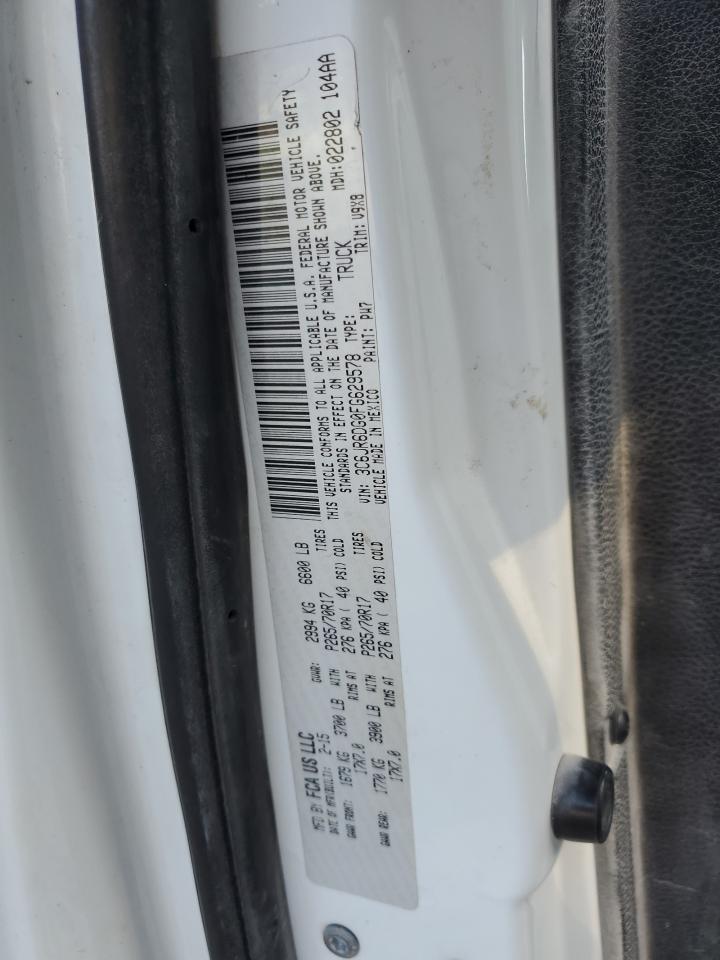 MFD BY FCA US LLC
DATE OF MFR(BUILT): 2-15 GVWR: 2994 KG 6600 LB
GAWR FRONT: 1679 KG 3700 LB WITH P265/70R17 TIRES
17X7.0 RIMS AT 276 KPA ( 40 PSI) COLD
GAWR REAR: 1770 KG 3900 LB WITH P265/70R17 TIRES
17X7.0 RIMS AT 276 KPA ( 40 PSI) COLD
THIS VEHICLE CONFORMS TO ALL APPLICABLE U.S.A. FEDERAL MOTOR VEHICLE SAFETY
STANDARDS IN EFFECT ON THE DATE OF MANUFACTURE SHOWN ABOVE.
VIN: 3C6JR6DG0FG629578 TYPE: TRUCK MDH:022802 104AA
VEHICLE MADE IN MEXICO PAINT: PW7 TRIM: V9X8